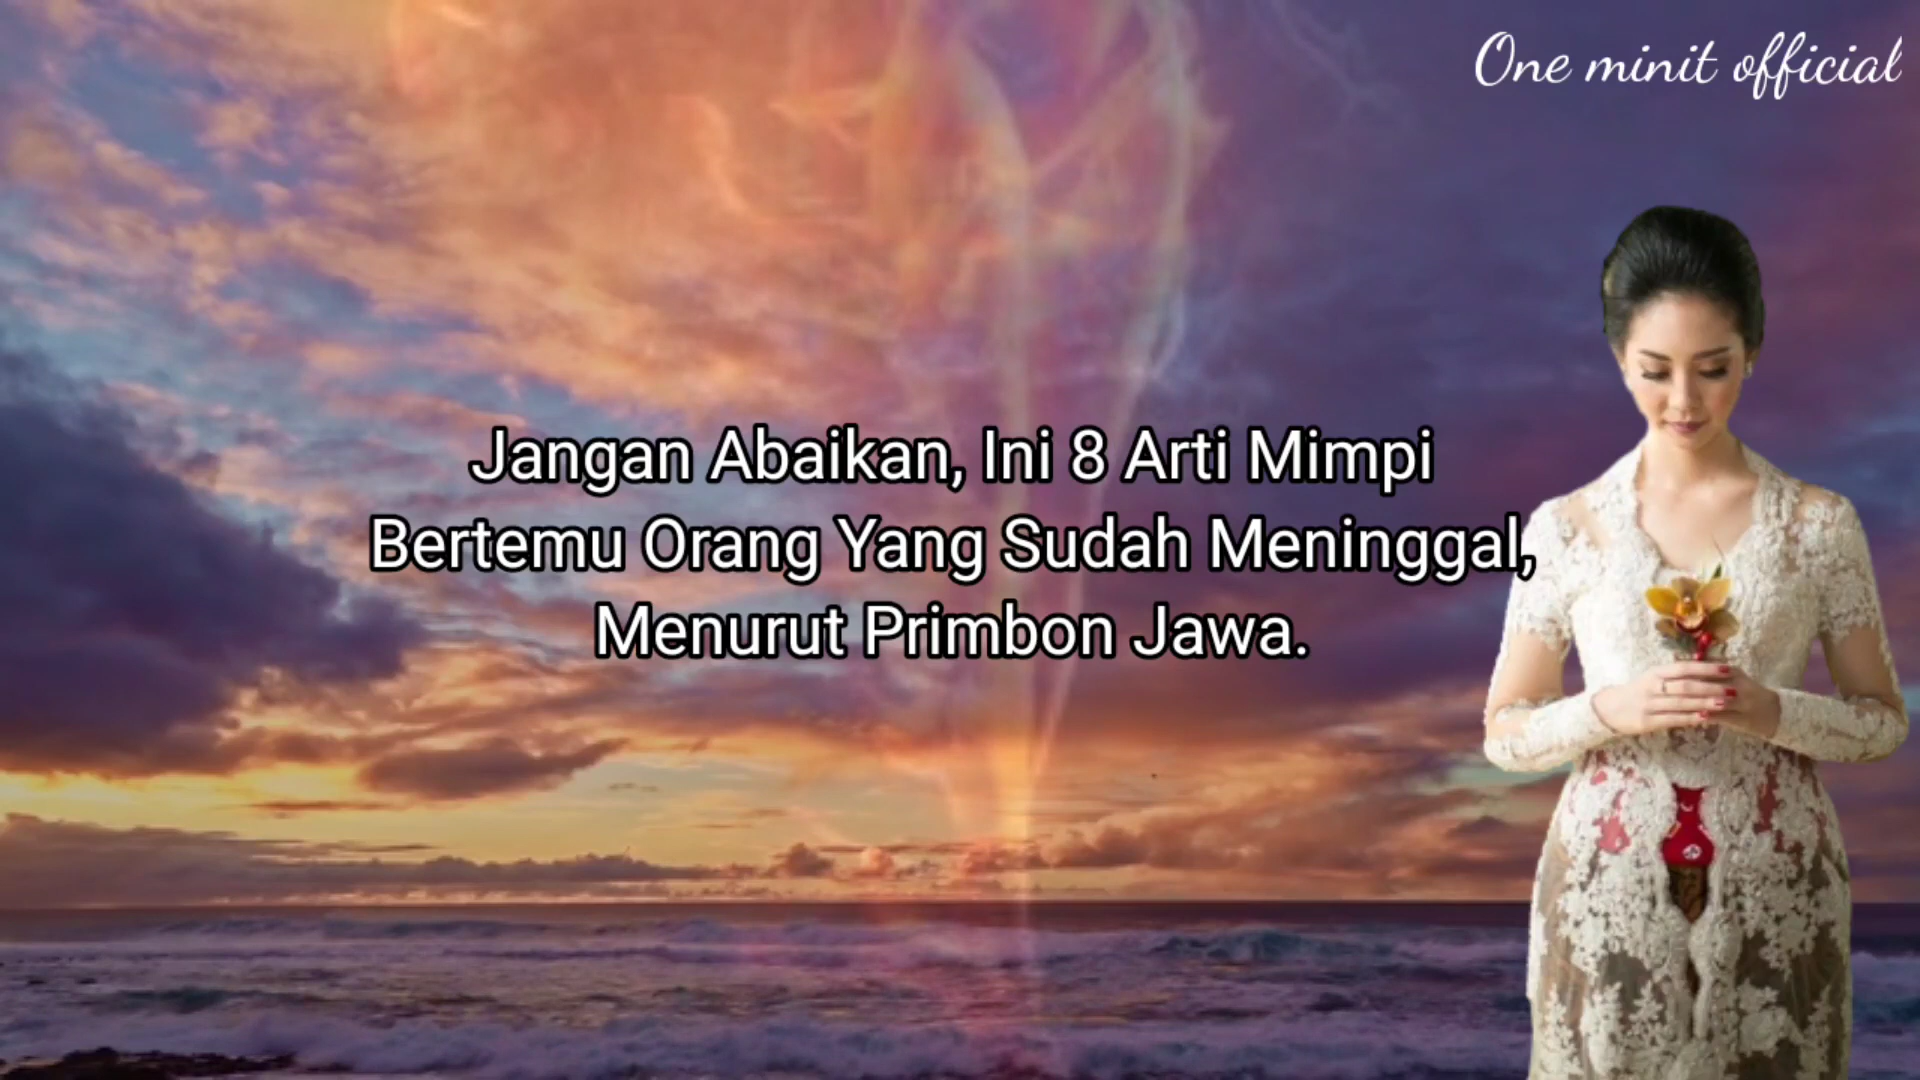 One minit official
Jangan Abaikan, Ini 8 Arti Mimpi
Bertemu Orang Yang Sudah Meninggal,
Menurut Primbon Jawa.